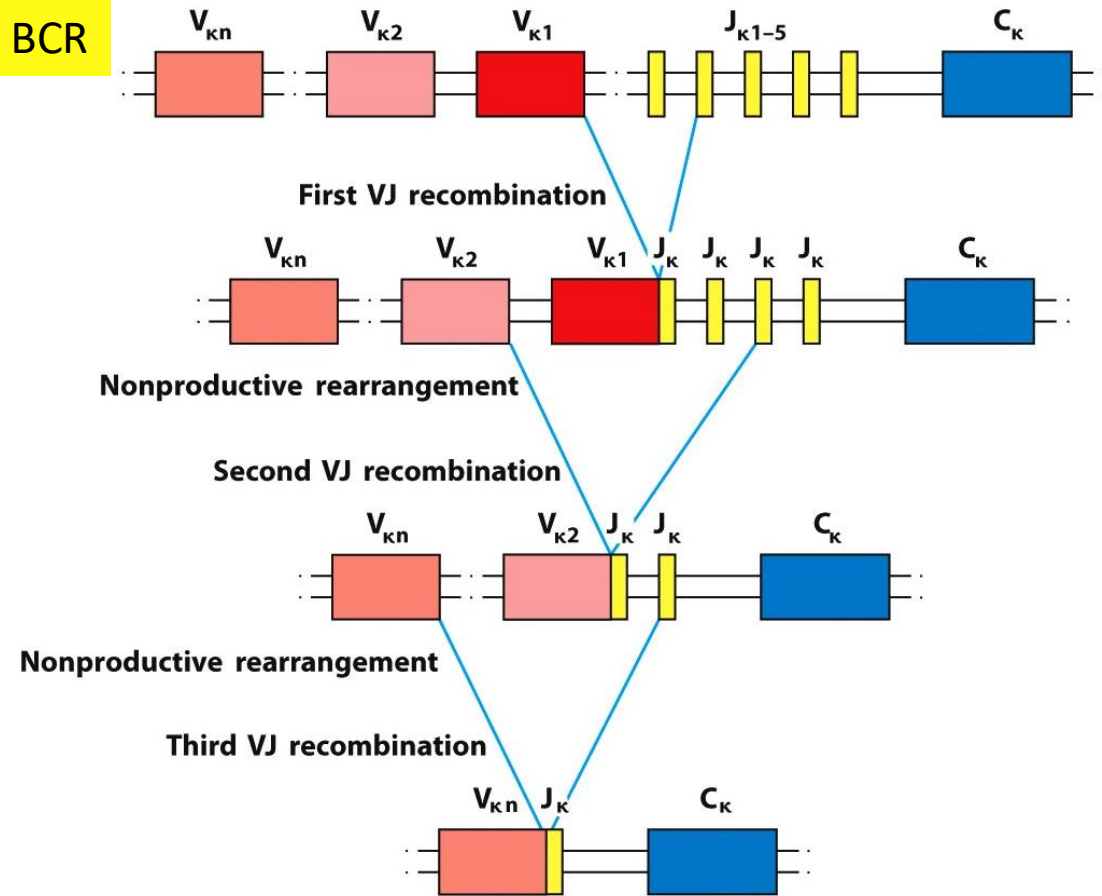 BCR
Vκn Vκ2 Vκ1 Jκ1–5 Cκ
First VJ recombination
Vκn Vκ2 Vκ1 Jκ Jκ Jκ Jκ Cκ
Nonproductive rearrangement
Second VJ recombination
Vκn Vκ2 Jκ Jκ Cκ
Nonproductive rearrangement
Third VJ recombination
Vκn Jκ Cκ